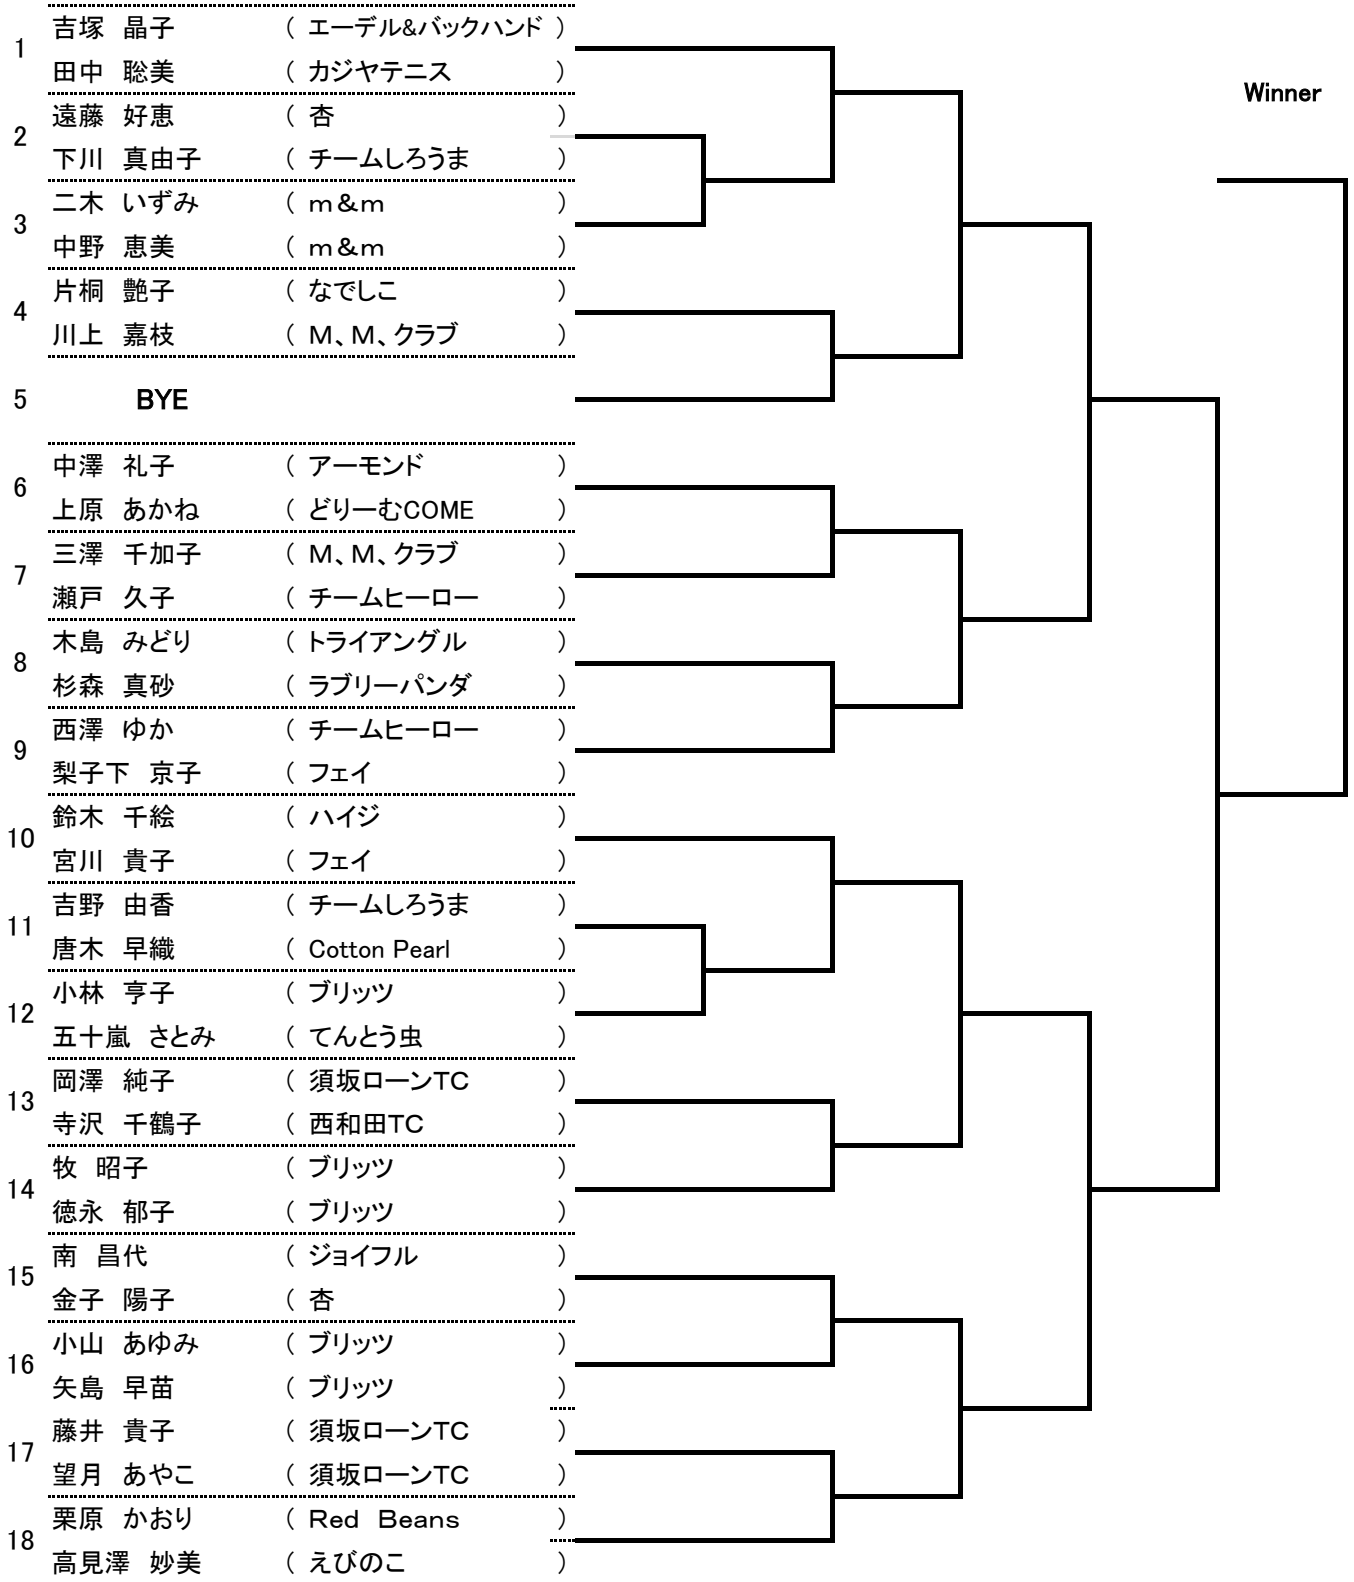 吉塚 晶子 ( エーデル&バックハンド )
1
田中 聡美 ( カジヤテニス )
Winner
遠藤 好恵 ( 杏 )
2
下川 真由子 ( チームしろうま )
二木 いずみ ( ｍ&ｍ )
3
中野 恵美 ( ｍ&ｍ )
片桐 艶子 ( なでしこ )
4
川上 嘉枝 ( Ｍ、Ｍ、クラブ )
5 BYE
中澤 礼子 ( アーモンド )
6
上原 あかね ( どりーむCOME )
三澤 千加子 ( Ｍ、Ｍ、クラブ )
7
瀬戸 久子 ( チームヒーロー )
木島 みどり ( トライアングル )
8
杉森 真砂 ( ラブリーパンダ )
西澤 ゆか ( チームヒーロー )
9
梨子下 京子 ( フェイ )
鈴木 千絵 ( ハイジ )
10
宮川 貴子 ( フェイ )
吉野 由香 ( チームしろうま )
11
唐木 早織 ( Cotton Pearl )
小林 亨子 ( ブリッツ )
12
五十嵐 さとみ ( てんとう虫 )
岡澤 純子 ( 須坂ローンTC )
13
寺沢 千鶴子 ( 西和田TC )
牧 昭子 ( ブリッツ )
14
徳永 郁子 ( ブリッツ )
南 昌代 ( ジョイフル )
15
金子 陽子 ( 杏 )
小山 あゆみ ( ブリッツ )
16
矢島 早苗 ( ブリッツ )
藤井 貴子 ( 須坂ローンTC )
17
望月 あやこ ( 須坂ローンTC )
栗原 かおり ( Ｒｅｄ Ｂｅａｎｓ )
18
高見澤 妙美 ( えびのこ )